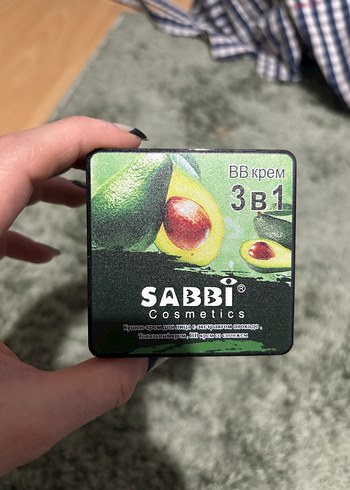 BB крем
3 в 1
SABBi®
Cosmetics
Кушон-крем для лица с экстрактом авокадо ,
Тональный крем , BB крем со спонжем